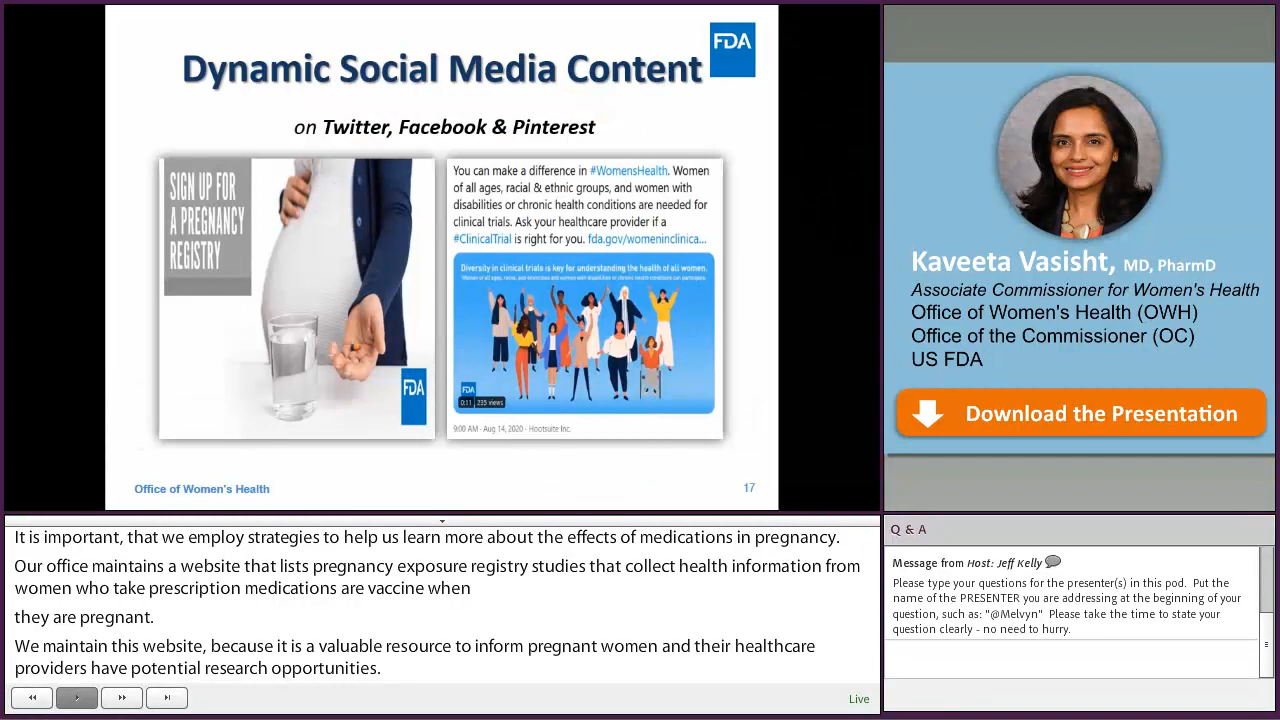 Dynamic Social Media Content
FDA
on Twitter, Facebook & Pinterest
SIGN UP FOR
A PREGNANCY
REGISTRY
FDA
You can make a difference in #WomensHealth. Women
of all ages, racial & ethnic groups, and women with
disabilities or chronic health conditions are needed for
clinical trials. Ask your healthcare provider if a
#ClinicalTrial is right for you. fda.gov/womeninclinica...
Diversity in clinical trials is key for understanding the health of all women.
FDA
0:11 235 views
9:00 AM · Aug 14, 2020 · Hootsuite Inc.
Office of Women's Health
17
Kaveeta Vasisht, MD, PharmD
Associate Commissioner for Women's Health
Office of Women's Health (OWH)
Office of the Commissioner (OC)
US FDA
Download the Presentation
It is important, that we employ strategies to help us learn more about the effects of medications in pregnancy.
Our office maintains a website that lists pregnancy exposure registry studies that collect health information from
women who take prescription medications are vaccine when
they are pregnant.
We maintain this website, because it is a valuable resource to inform pregnant women and their healthcare
providers have potential research opportunities.
Live
Q & A
Message from Host: Jeff Kelly
Please type your questions for the presenter(s) in this pod. Put the
name of the PRESENTER you are addressing at the beginning of your
question, such as: "@Melvyn" Please take the time to state your
question clearly - no need to hurry.